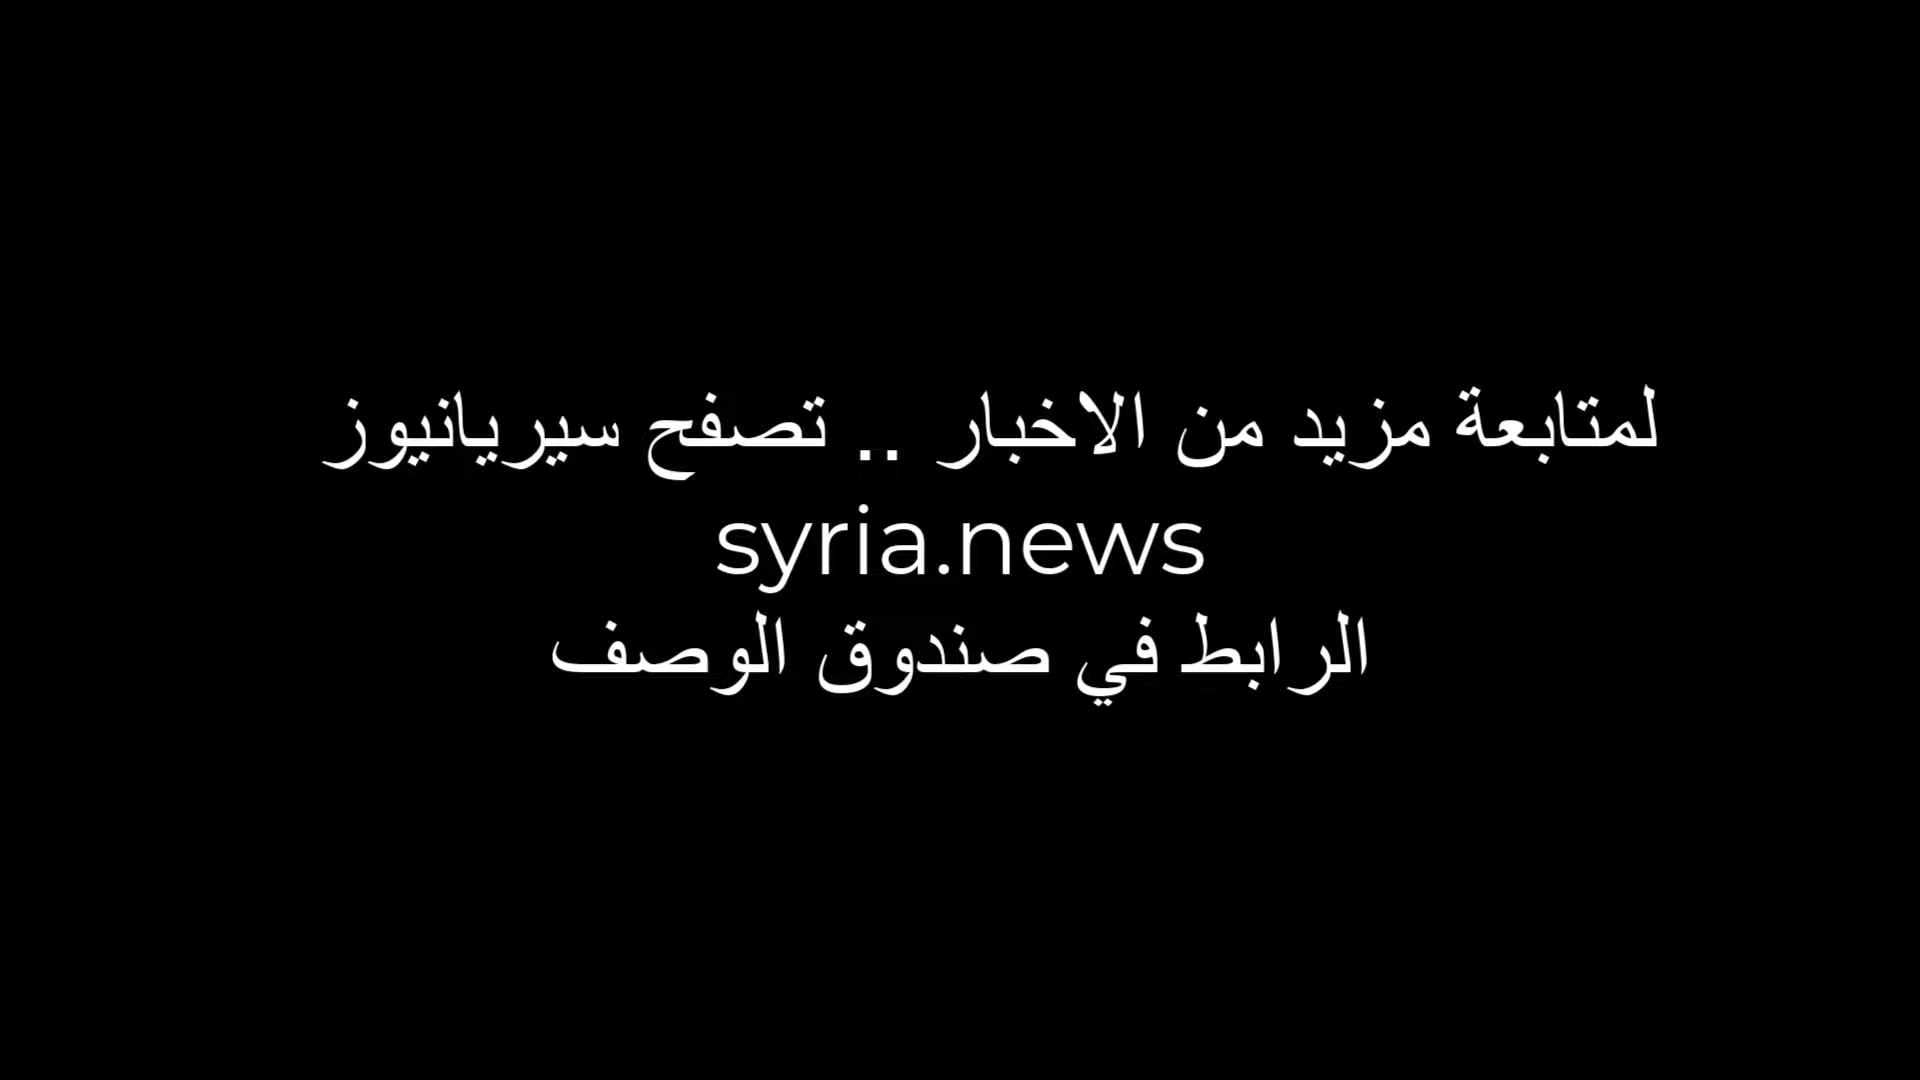 لمتابعة مزيد من الاخبار .. تصفح سيريانيوز
syria.news
الرابط في صندوق الوصف